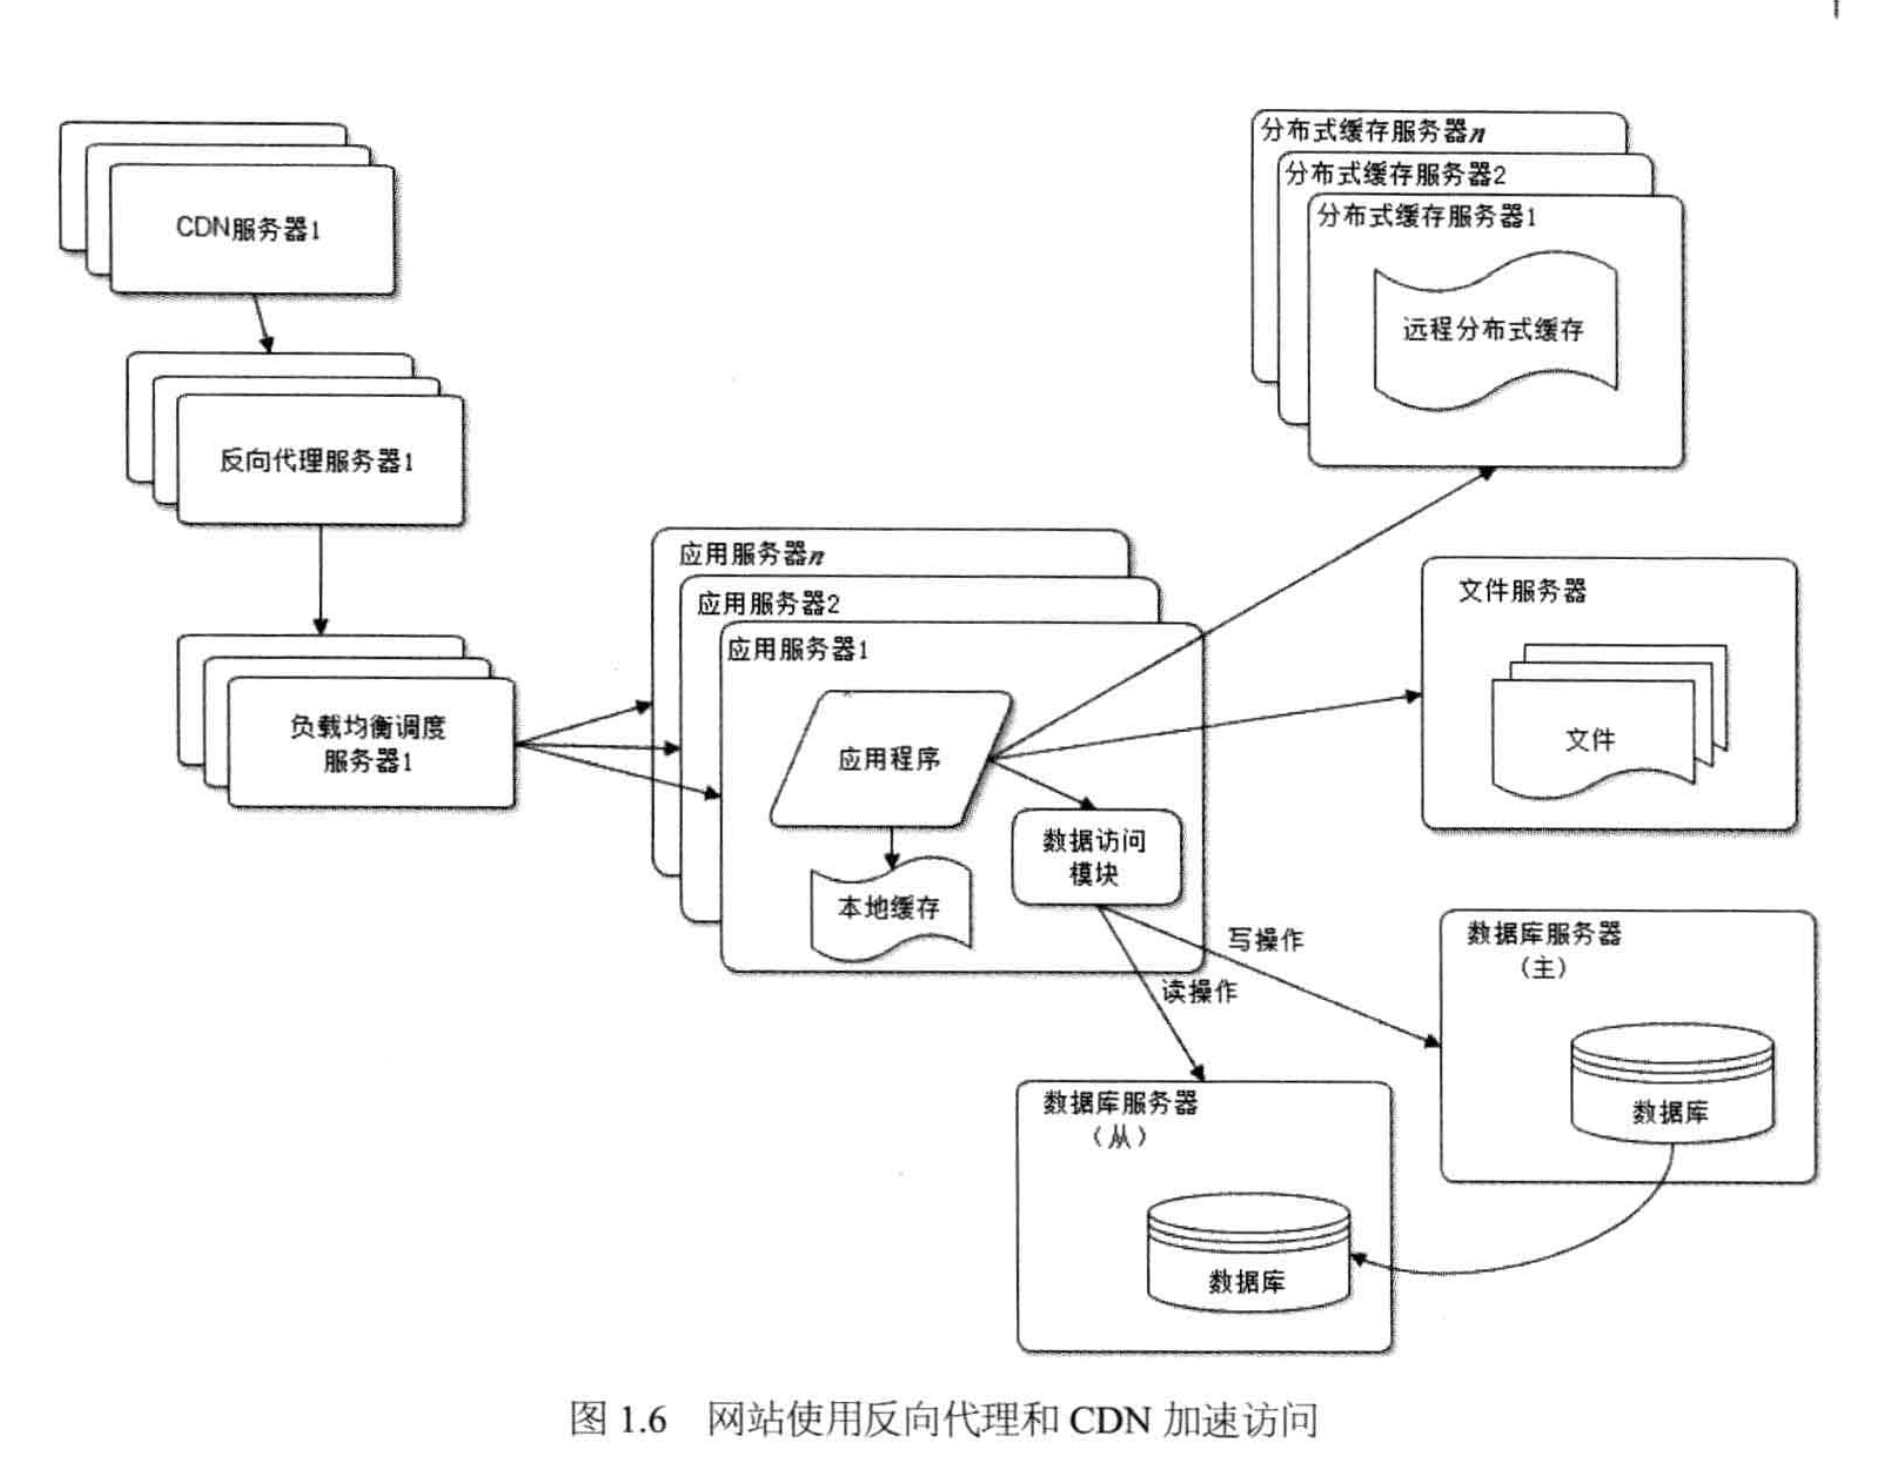 CDN服务器1
反向代理服务器1
负载均衡调度
服务器1
应用服务器n
应用服务器2
应用服务器1
应用程序
本地缓存
数据访问
模块
分布式缓存服务器n
分布式缓存服务器2
分布式缓存服务器1
远程分布式缓存
文件服务器
文件
写操作
读操作
数据库服务器
（主）
数据库
数据库服务器
（从）
数据库
图 1.6 网站使用反向代理和 CDN 加速访问